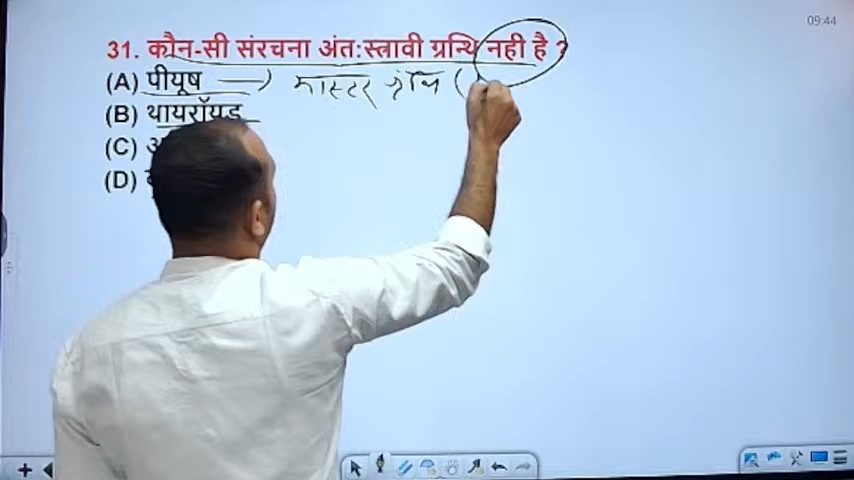 09:44
31. कौन-सी संरचना अंतःस्त्रावी ग्रन्थि नही है ?
(A) पीयूष → मास्टर ग्रंथि (
(B) थायरॉयड
(C)
(D)